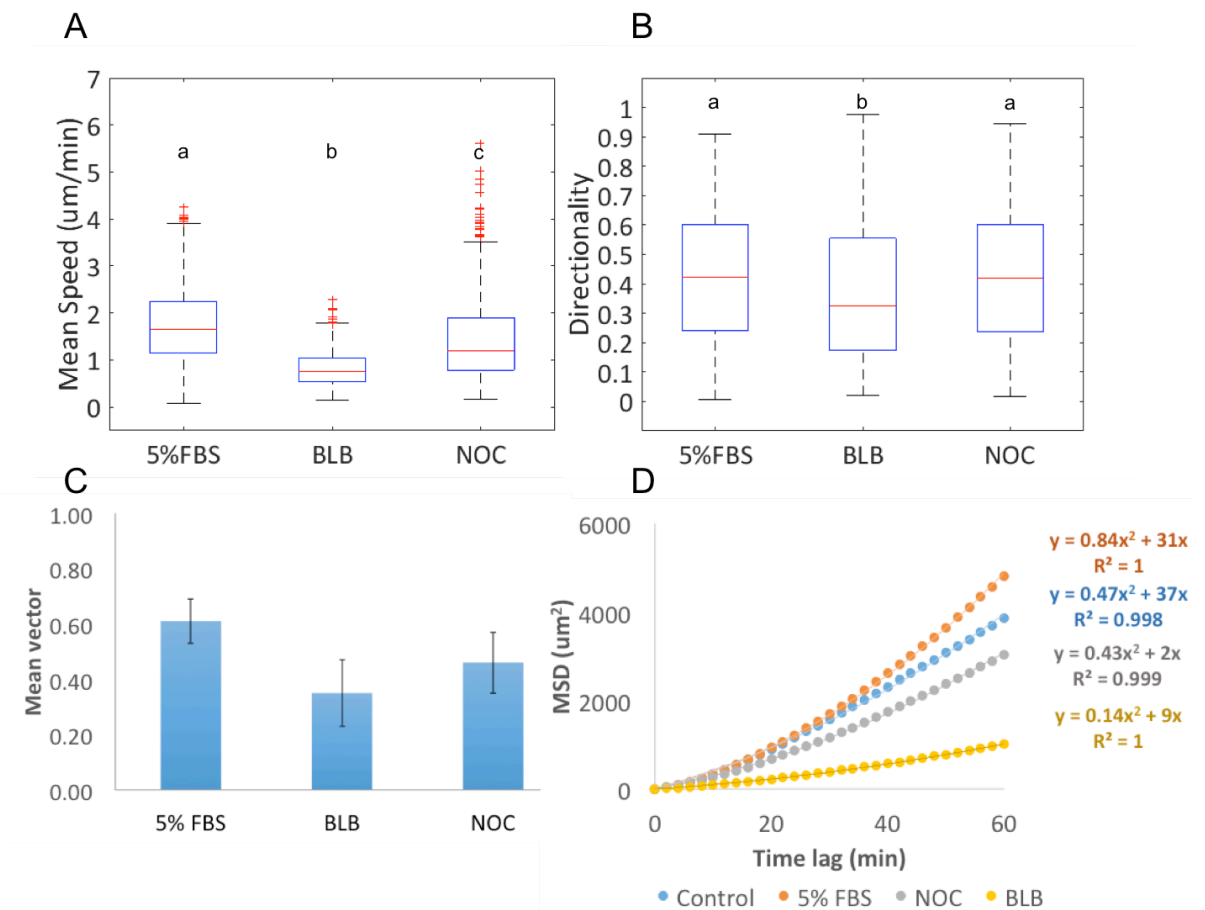 A
7
6
5
4
3
2
1
0
Mean Speed (um/min)
a
b
c
5%FBS
BLB
NOC
B
1
0.9
0.8
0.7
0.6
0.5
0.4
0.3
0.2
0.1
0
Directionality
a
b
a
5%FBS
BLB
NOC
C
1.00
0.80
0.60
0.40
0.20
0.00
Mean vector
5% FBS
BLB
NOC
D
6000
4000
2000
0
MSD (um²)
y = 0.84x² + 31x
R² = 1
y = 0.47x² + 37x
R² = 0.998
y = 0.43x² + 2x
R² = 0.999
y = 0.14x² + 9x
R² = 1
0
20
40
60
Time lag (min)
Control
5% FBS
NOC
BLB